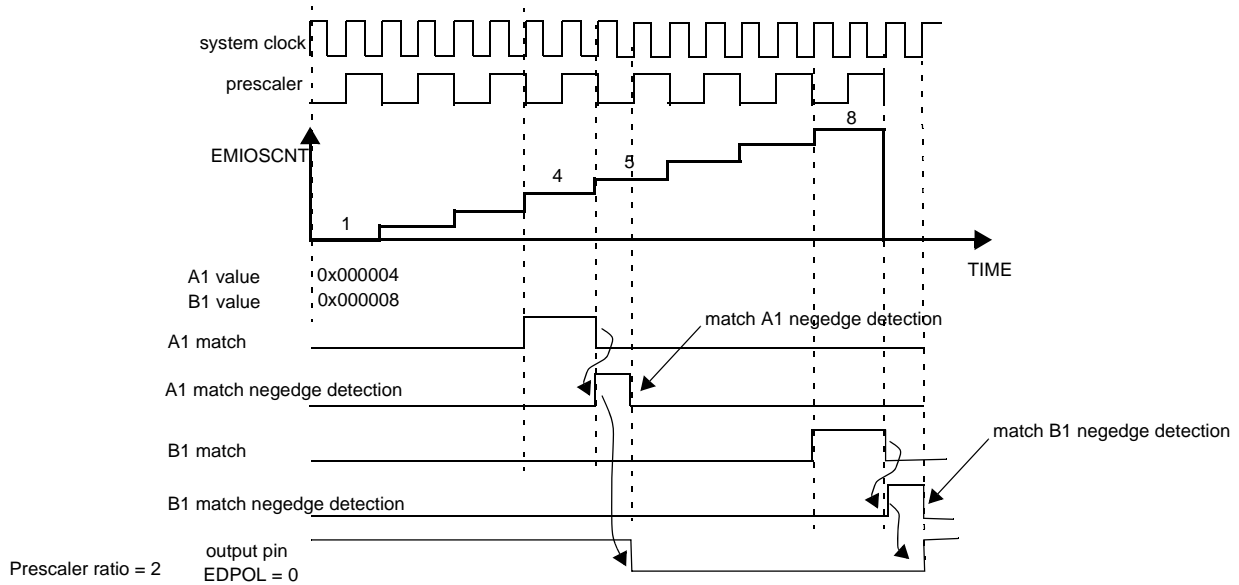 system clock
prescaler
8
EMIOSCNT
4
5
1
TIME
A1 value 0x000004
B1 value 0x000008
match A1 negedge detection
A1 match
A1 match negedge detection
match B1 negedge detection
B1 match
B1 match negedge detection
output pin
Prescaler ratio = 2 EDPOL = 0